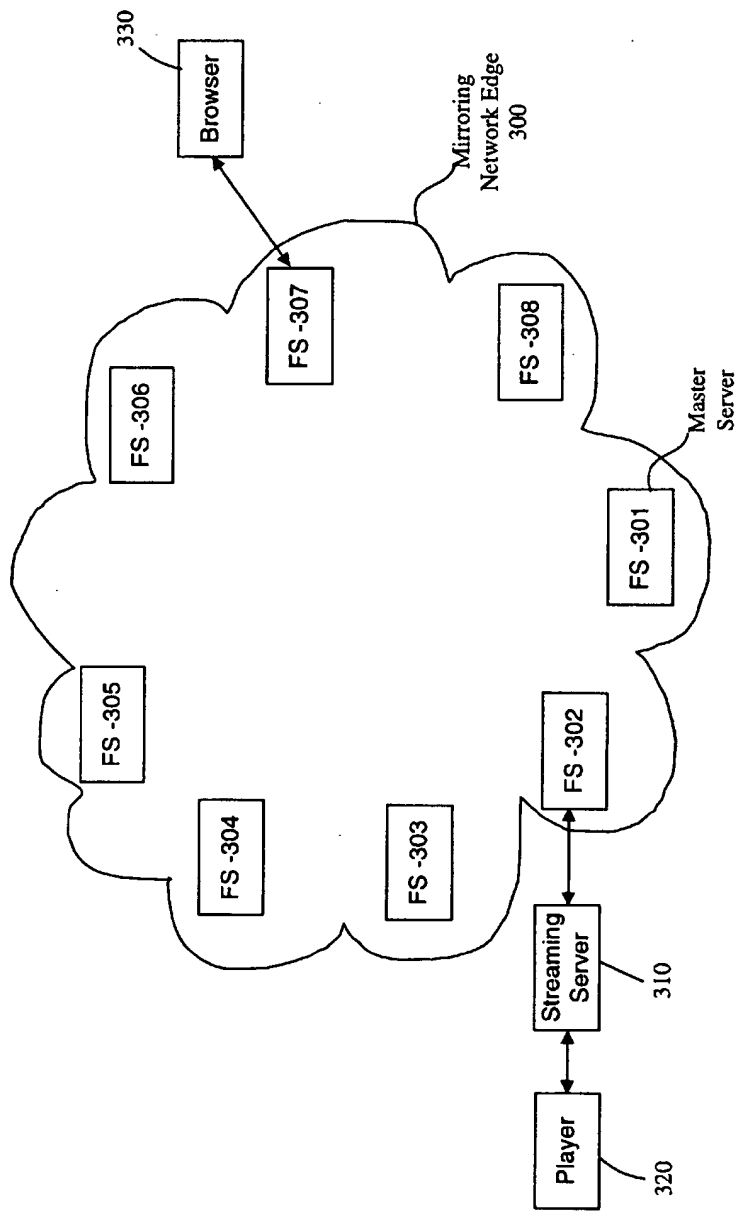 330
Browser
Mirroring
Network Edge
300
FS -307
FS -306
FS -308
Master
Server
FS -301
FS -305
FS -302
FS -304
FS -303
Streaming
Server
310
Player
320